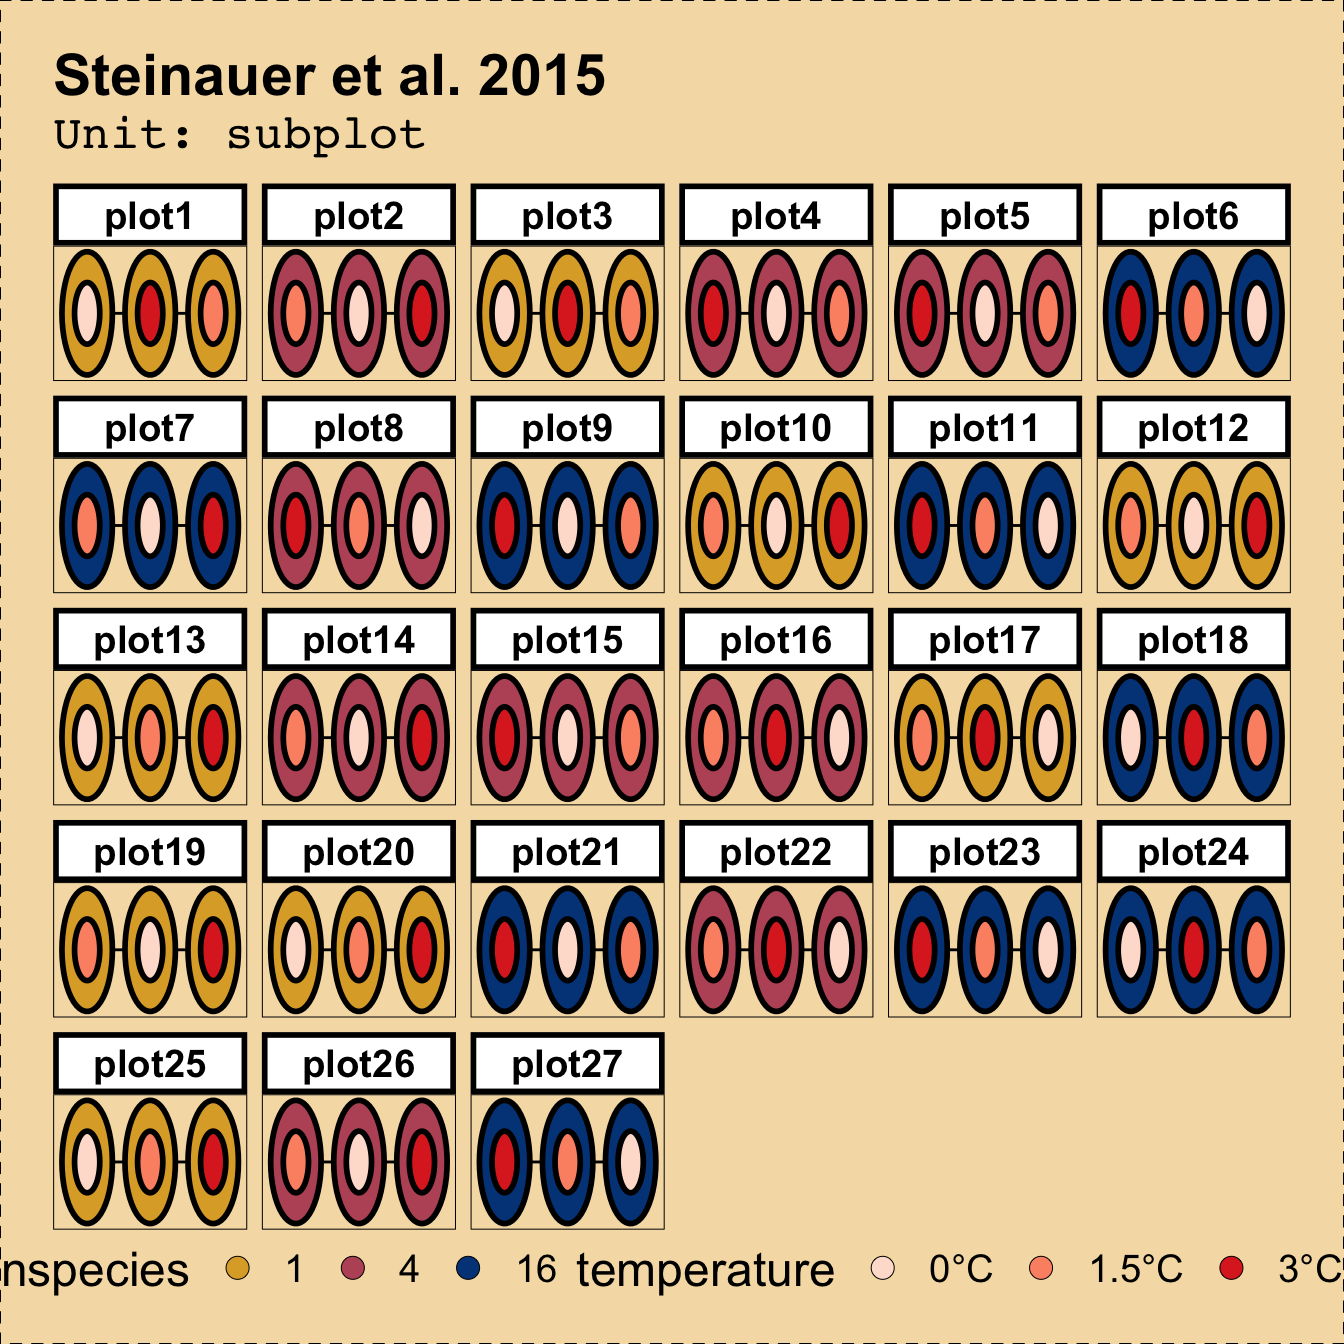 Steinauer et al. 2015
Unit: subplot
plot1 plot2 plot3 plot4 plot5 plot6
plot7 plot8 plot9 plot10 plot11 plot12
plot13 plot14 plot15 plot16 plot17 plot18
plot19 plot20 plot21 plot22 plot23 plot24
plot25 plot26 plot27
nspecies 1 4 16 temperature 0°C 1.5°C 3°C